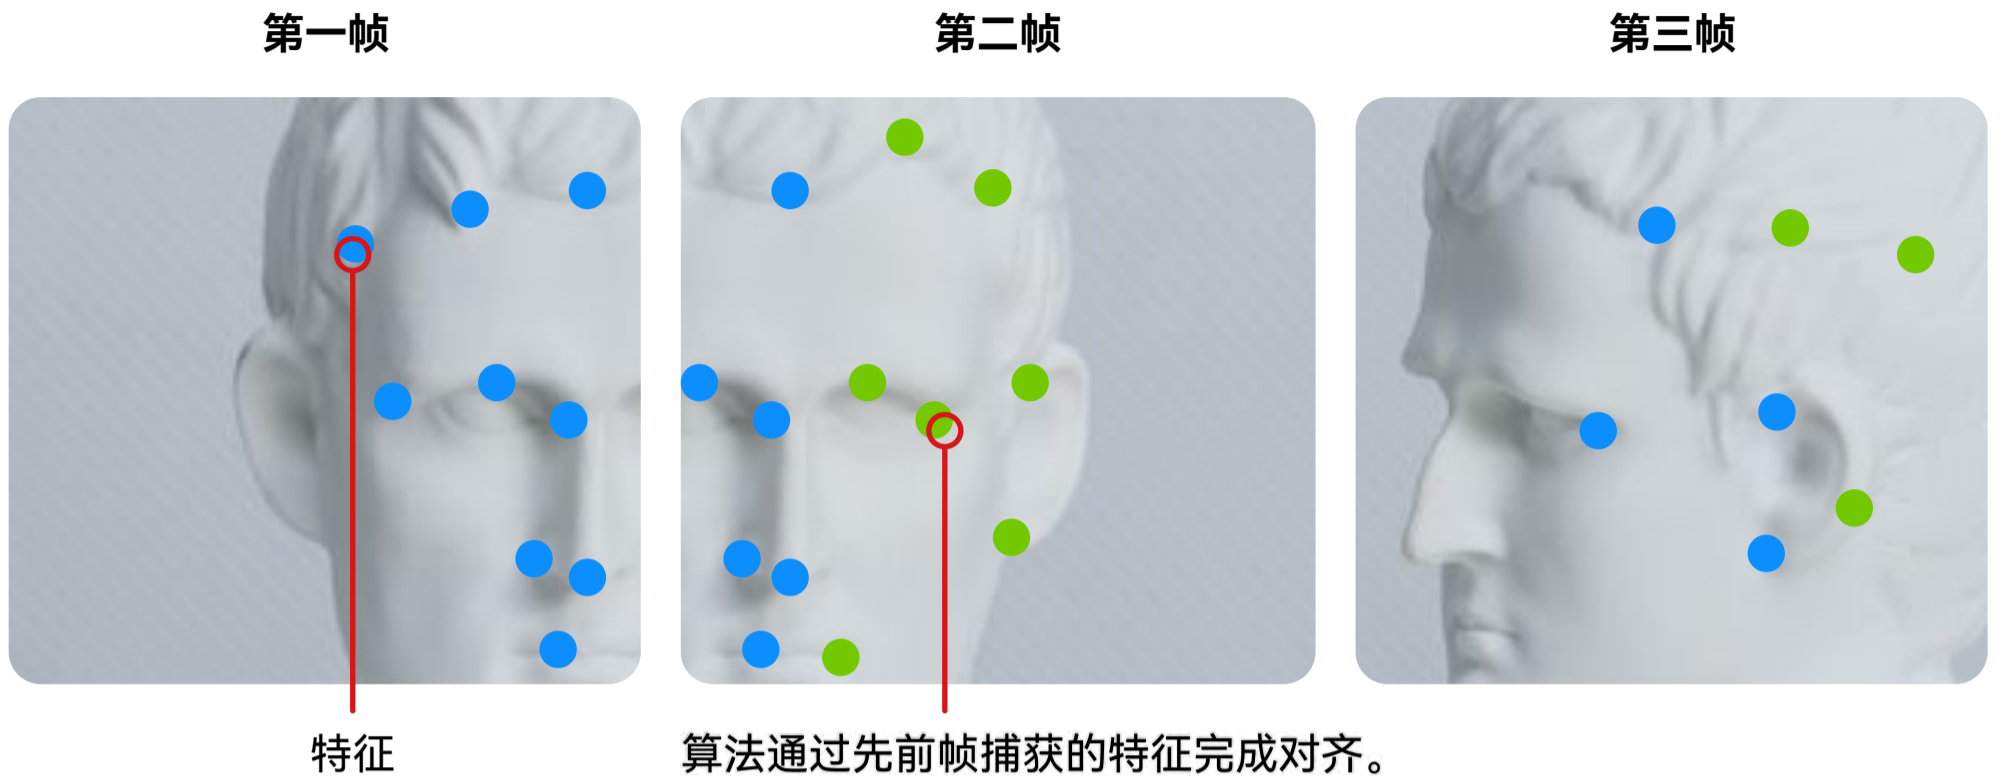 第一帧
第二帧
第三帧
特征
算法通过先前帧捕获的特征完成对齐。